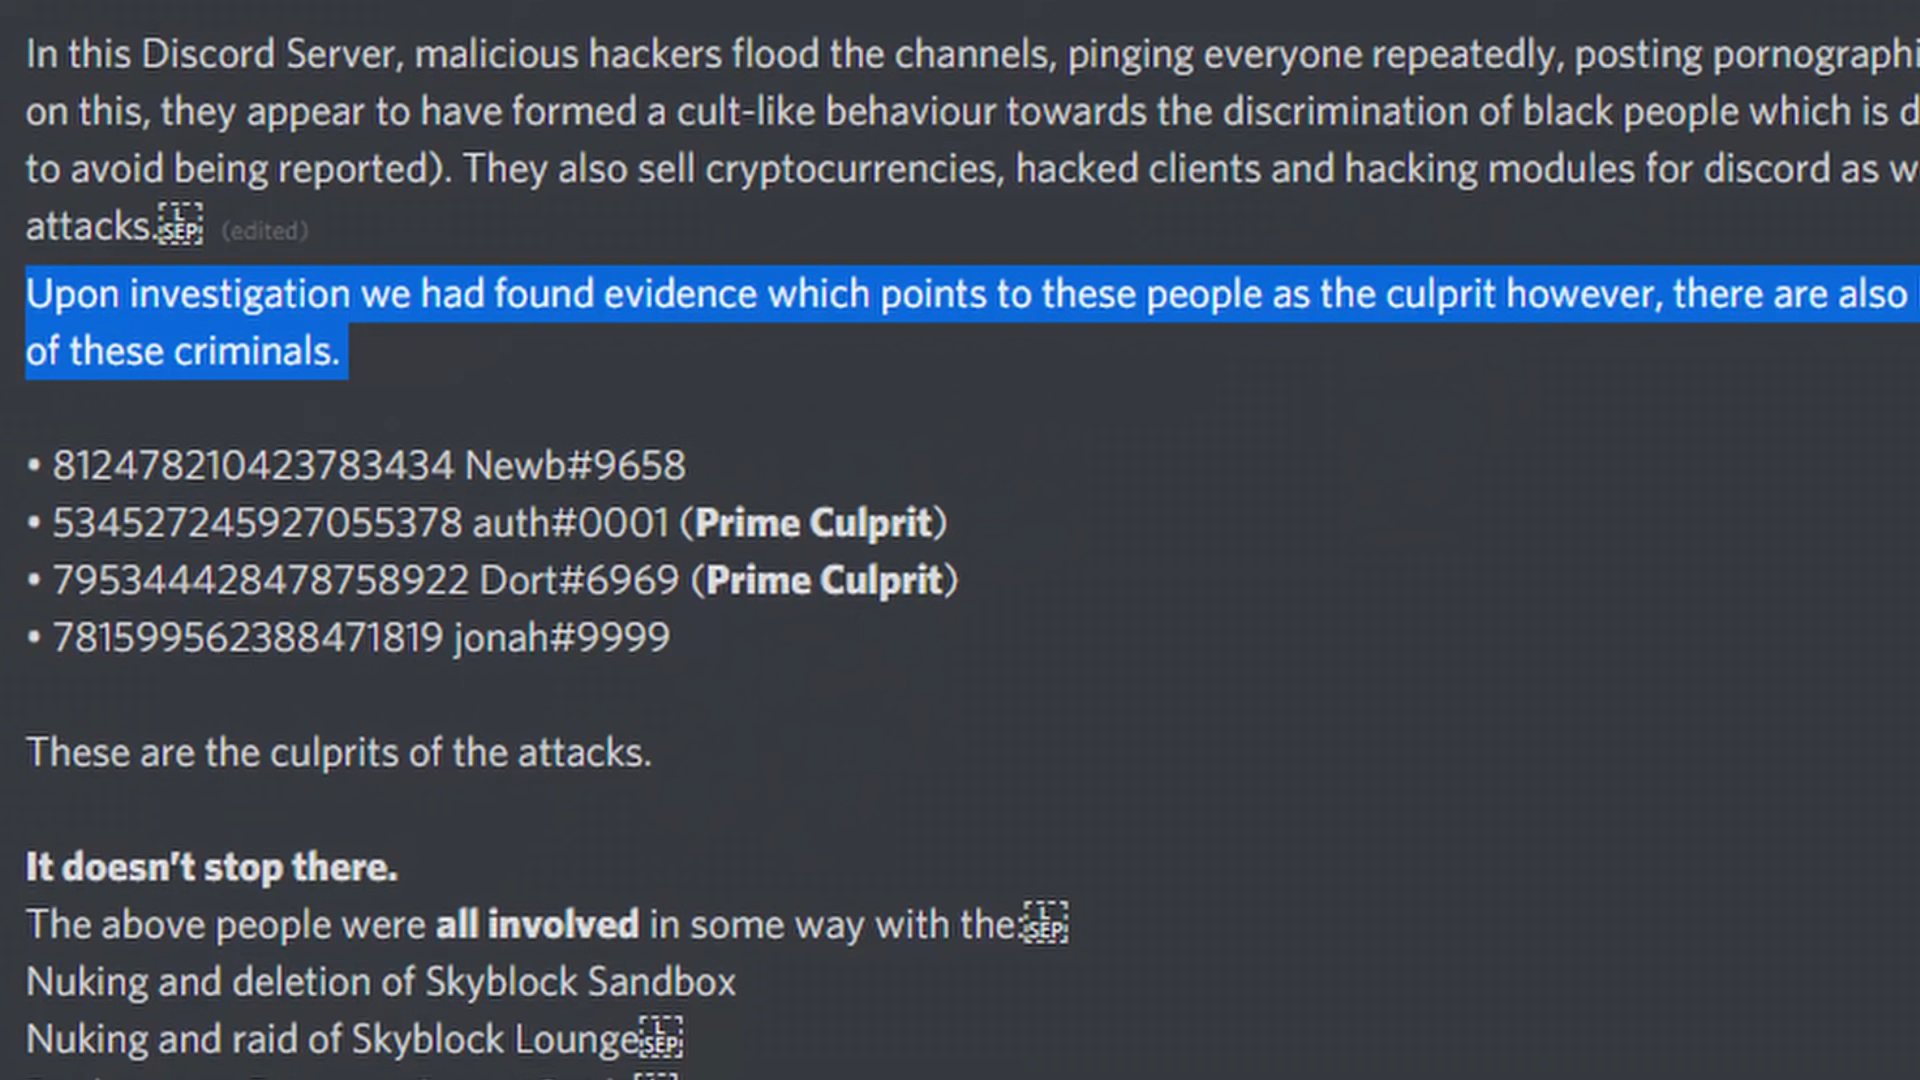 In this Discord Server, malicious hackers flood the channels, pinging everyone repeatedly, posting
on this, they appear to have formed a cult-like behaviour towards the discrimination of black people which is
to avoid being reported). They also sell cryptocurrencies, hacked clients and hacking modules for discord as
attacks. L SEP (edited)
Upon investigation we had found evidence which points to these people as the culprit however, there are also
of these criminals.
• 812478210423783434 Newb#9658
• 534527245927055378 auth#0001 (Prime Culprit)
• 795344428478758922 Dort#6969 (Prime Culprit)
• 781599562388471819 jonah#9999
These are the culprits of the attacks.
It doesn't stop there.
The above people were all involved in some way with the: L SEP
Nuking and deletion of Skyblock Sandbox
Nuking and raid of Skyblock Lounge L SEP